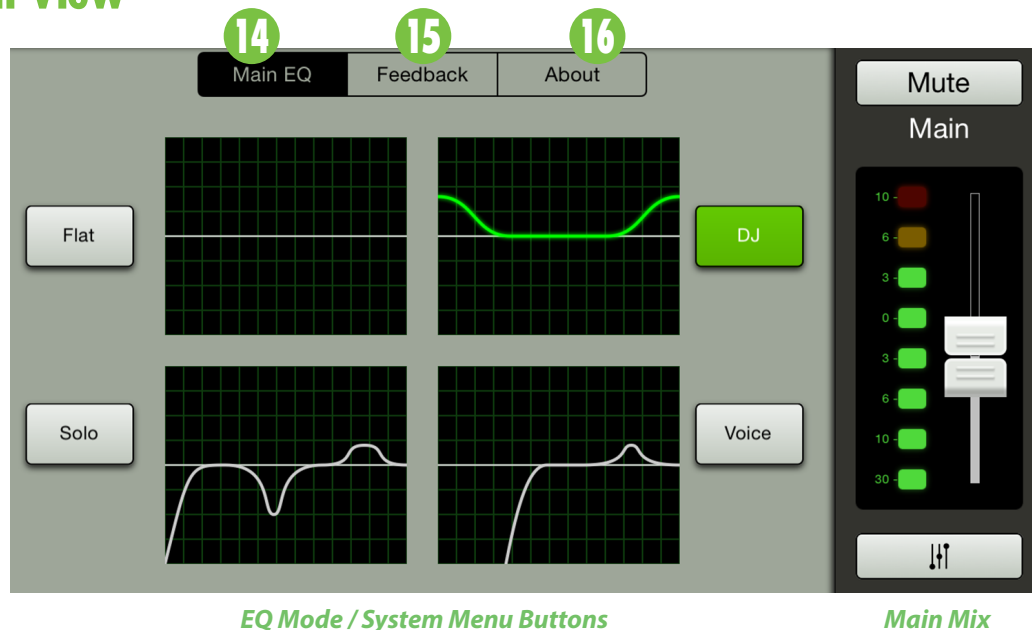 View
14 15 16
Main EQ Feedback About
Mute
Main
Flat
DJ
10 -
6 -
3 -
0 -
3 -
6 -
10 -
30 -
Solo
Voice
EQ Mode / System Menu Buttons
Main Mix